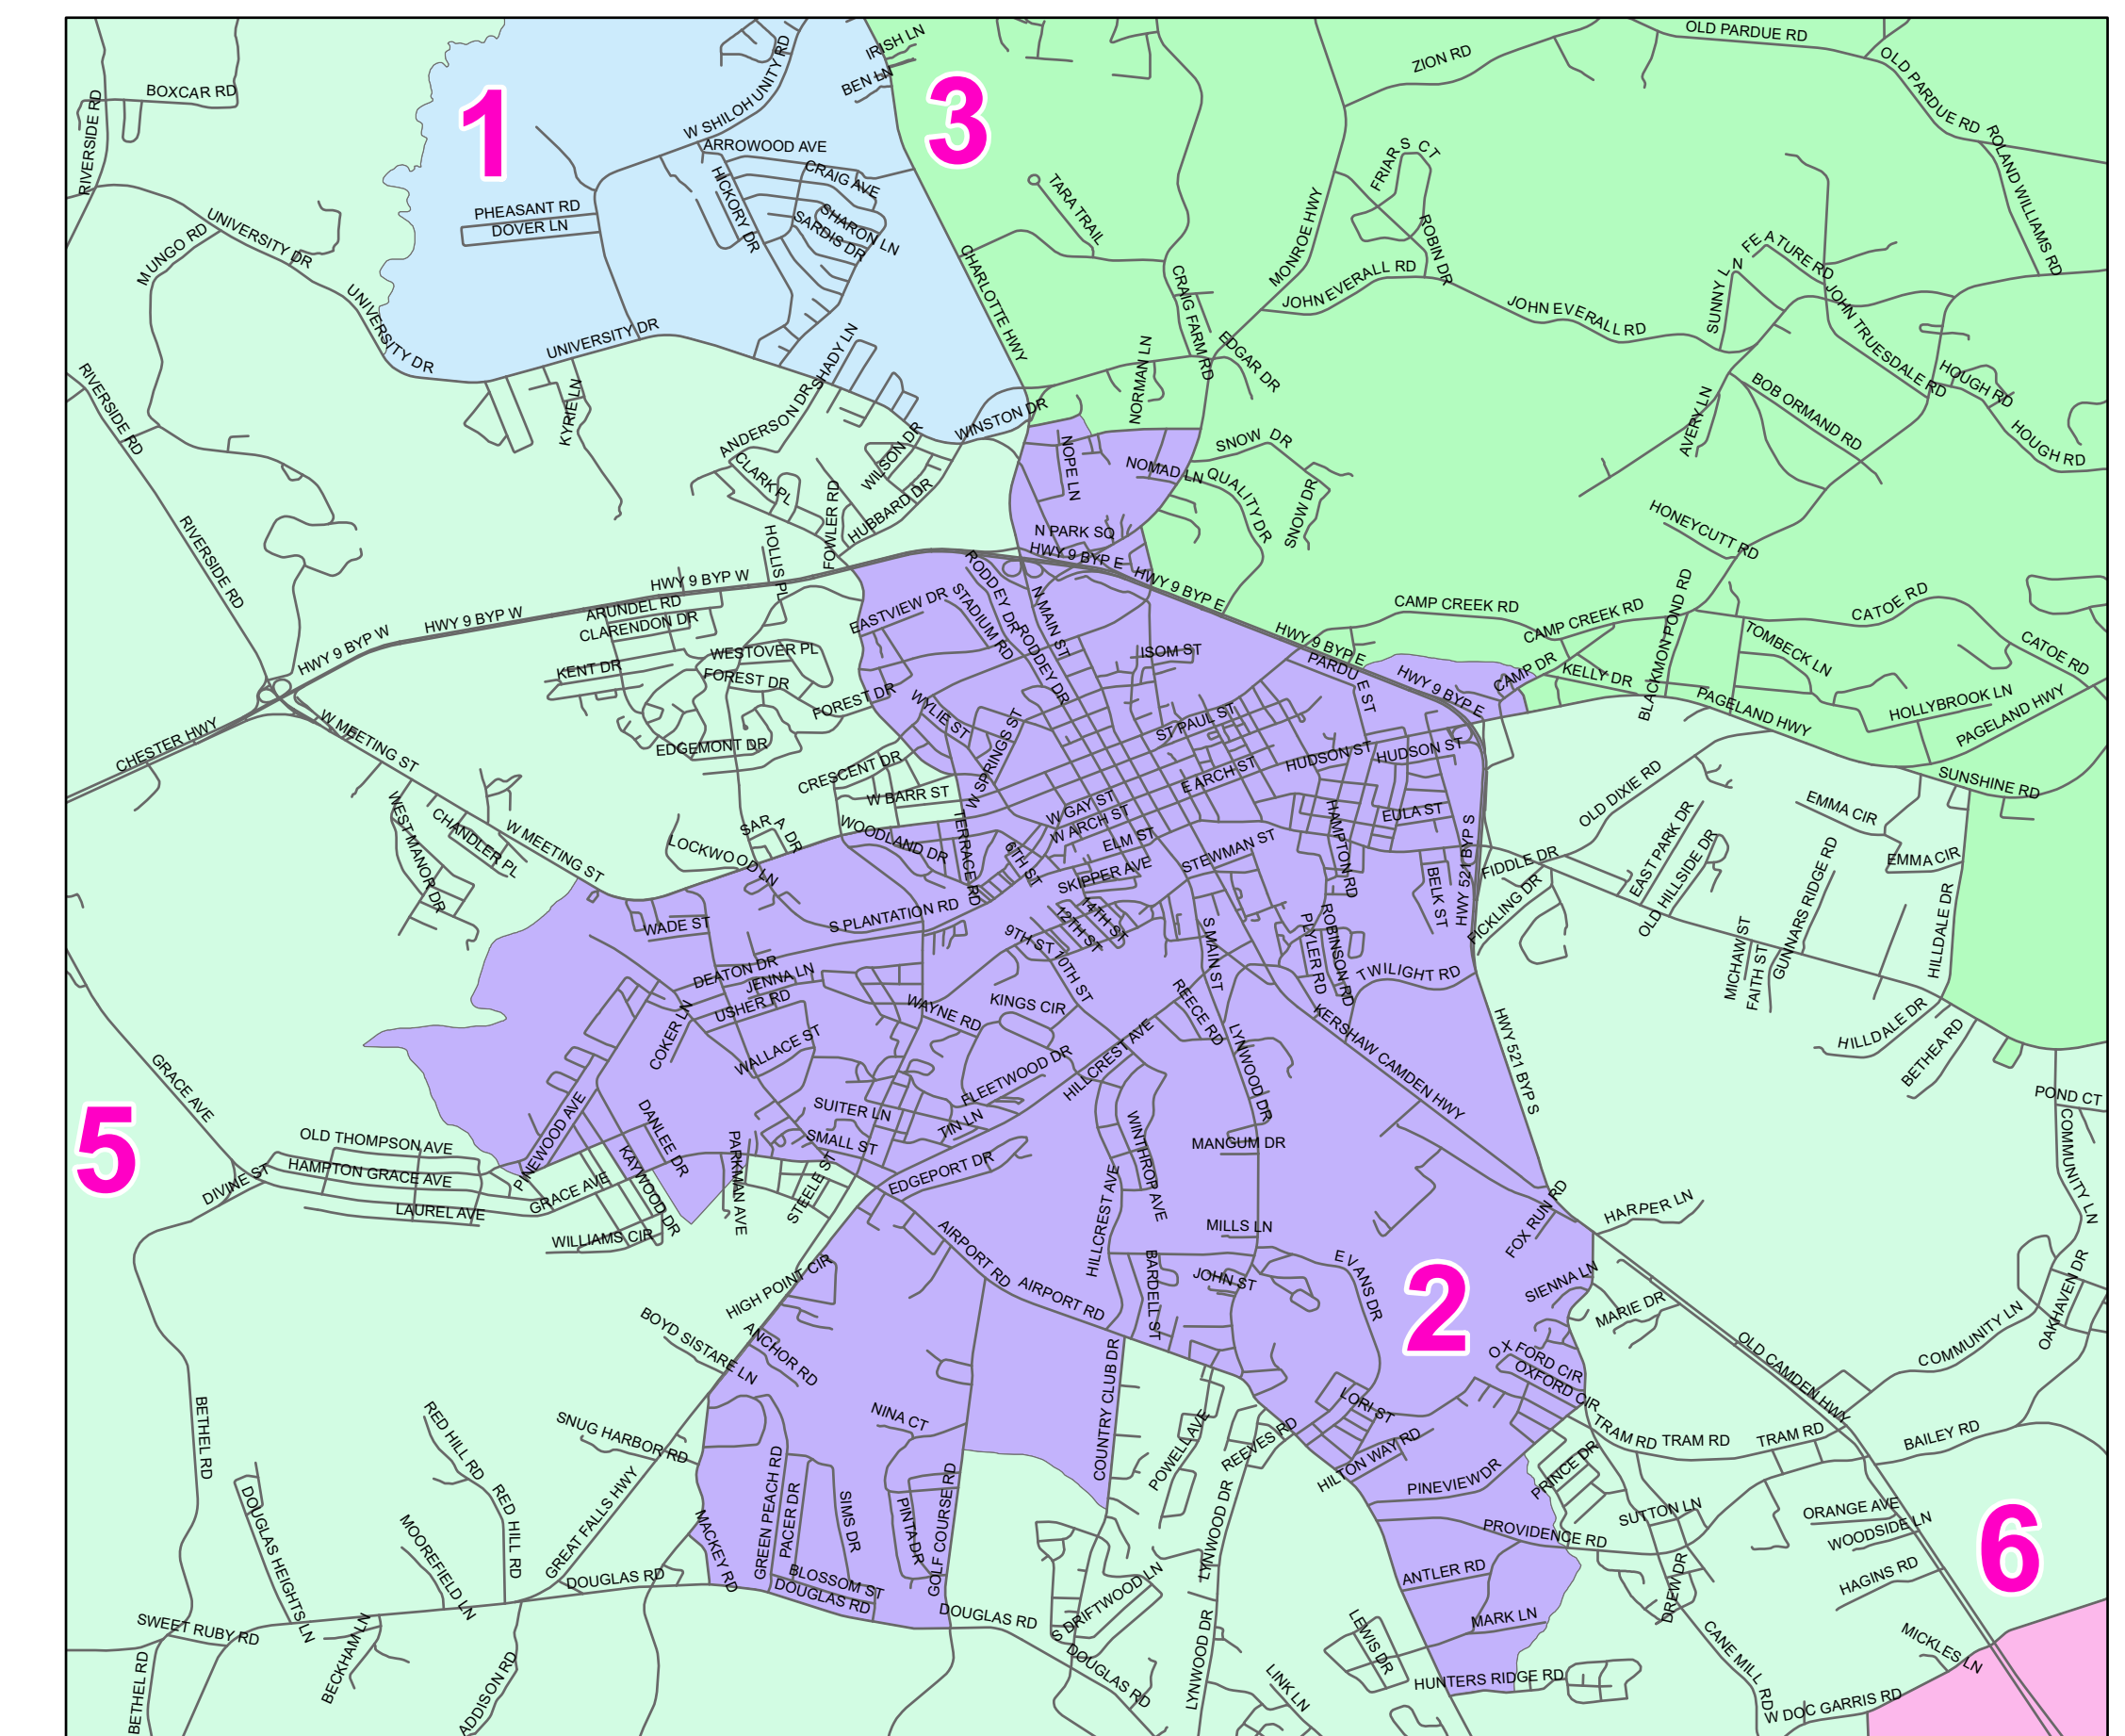 OLD PARDUE RD
IRISH LN
ZION RD
BEN LN
1
3
BOXCAR RD
RIVERSIDE RD
W SHILOH UNITY RD
OLD PARDUE RD
ARROWOOD AVE
CRAIG AVE
FRIARS CT
ROLAND WILLIAMS RD
HICKORY DR
TARA TRAIL
PHEASANT RD
DOVER LN
SHARON LN
SARDIS DR
UNIVERSITY DR
MUNGO RD
MONROE HWY
ROBIN DR
FEATURE RD
CHARLOTTE HWY
JOHN EVERALL RD
SUNNY LN
CRAIG FARM RD
JOHN EVERALL RD
JOHN TRUESDALE RD
UNIVERSITY DR
UNIVERSITY DR
SHADY LN
EDGAR DR
NORMAN LN
RIVERSIDE RD
KYRIE LN
ANDERSON DR
WINSTON DR
HOUGH RD
BOB ORMAND RD
AVERY LN
HOUGH RD
SNOW DR
NOPE LN
NOMAD LN
QUALITY DR
CLARK PL
WILSON DR
HUBBARD DR
FOWLER RD
SNOW DR
HONEYCUTT RD
RIVERSIDE RD
HOLLIS PL
N PARK SQ
HWY 9 BYP E
HWY 9 BYP E
HWY 9 BYP W
HWY 9 BYP W
HWY 9 BYP W
ARUNDEL RD
CLARENDON DR
EASTVIEW DR
STADIUM RD
RODDEY DR
RODDEY DR
N MAIN ST
CAMP CREEK RD
CAMP CREEK RD
BLACKMON POND RD
CATOE RD
CATOE RD
TOMBECK LN
HWY 9 BYP E
ISOM ST
PARDUE ST
HWY 9 BYP E
CAMP DR
KELLY DR
WESTOVER PL
KENT DR
FOREST DR
FOREST DR
WYLIE ST
ST PAUL ST
PAGELAND HWY
HOLLYBROOK LN
PAGELAND HWY
CHESTER HWY
W MEETING ST
EDGEMONT DR
CRESCENT DR
W SPRINGS ST
E ARCH ST
HUDSON ST
HUDSON ST
SUNSHINE RD
OLD DIXIE RD
W BARR ST
W GAY ST
W ARCH ST
ELM ST
EULA ST
EMMA CIR
EMMA CIR
WEST MANOR DR
CHANDLER PL
W MEETING ST
LOCKWOOD LN
SARA DR
WOODLAND DR
TERRACE RD
6TH ST
SKIPPER AVE
STEWMAN ST
HAMPTON RD
BELK ST
HWY 521 BYP S
FIDDLE DR
FICKLING DR
EAST PARK DR
OLD HILLSIDE DR
GUNNARS RIDGE RD
HILLDALE DR
WADE ST
S PLANTATION RD
14TH ST
12TH ST
9TH ST
10TH ST
S MAIN ST
PLYLER RD
ROBINSON RD
TWILIGHT RD
MICHAW ST
FAITH ST
DEATON DR
JENNA LN
USHER RD
COKER LN
WALLACE ST
WAYNE RD
KINGS CIR
REECE RD
KERSHAW CAMDEN HWY
HWY 521 BYP S
HILLDALE DR
BETHEA RD
GRACE AVE
FLEETWOOD DR
HILLCREST AVE
LYNWOOD DR
POND CT
COMMUNITY LN
5
OLD THOMPSON AVE
HAMPTON GRACE AVE
DIVINE ST
LAUREL AVE
PINEWOOD AVE
GRACE AVE
DANLEE DR
KAYWOOD DR
WILLIAMS CIR
PARKMAN AVE
SUITER LN
SMALL ST
STEELE ST
TIN LN
EDGEPORT DR
WINTHROP AVE
MANGUM DR
HILLCREST AVE
MILLS LN
FOX RUN RD
HARPER LN
AIRPORT RD
AIRPORT RD
HIGH POINT CIR
BARDELL ST
JOHN ST
EVANS DR
2
SIENNA LN
MARIE DR
OAKHAVEN DR
COMMUNITY LN
BOYD SISTARE LN
ANCHOR RD
COUNTRY CLUB DR
OXFORD CIR
OXFORD CIR
OLD CAMDEN HWY
BETHEL RD
RED HILL RD
SNUG HARBOR RD
NINA CT
POWELL AVE
REEVES RD
LORI ST
HILTON WAY RD
TRAM RD
TRAM RD
TRAM RD
BAILEY RD
PRINCE DR
PINEVIEW DR
DOUGLAS HEIGHTS LN
MOOREFIELD LN
RED HILL RD
GREAT FALLS HWY
MACKEY RD
GREEN PEACH RD
PACER DR
SIMS DR
PINTA DR
GOLF COURSE RD
LYNWOOD DR
PROVIDENCE RD
SUTTON LN
ORANGE AVE
WOODSIDE LN
HAGINS RD
6
DOUGLAS RD
BLOSSOM ST
DOUGLAS RD
DOUGLAS RD
ANTLER RD
DREW DR
MARK LN
SWEET RUBY RD
BECKHAM LN
S DRIFTWOOD LN
LEWIS DR
CANE MILL RD
MICKLES LN
BETHEL RD
ADDISON RD
DOUGLAS RD
LYNWOOD DR
LINK LN
HUNTERS RIDGE RD
W DOC GARRIS RD